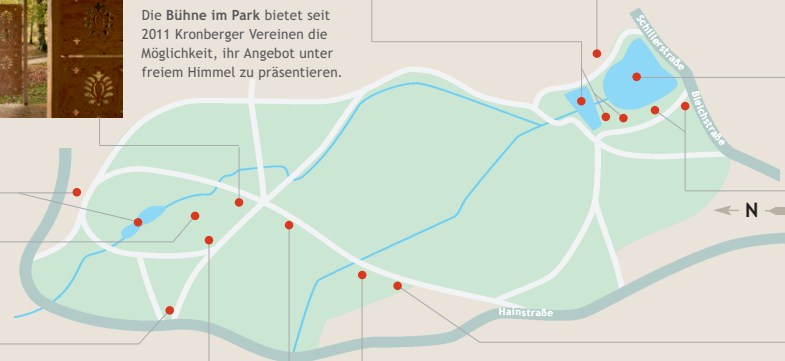 Die Bühne im Park bietet seit
2011 Kronberger Vereinen die
Möglichkeit, ihr Angebot unter
freiem Himmel zu präsentieren.
Schillerstraße
Bleichstraße
N
Hainstraße